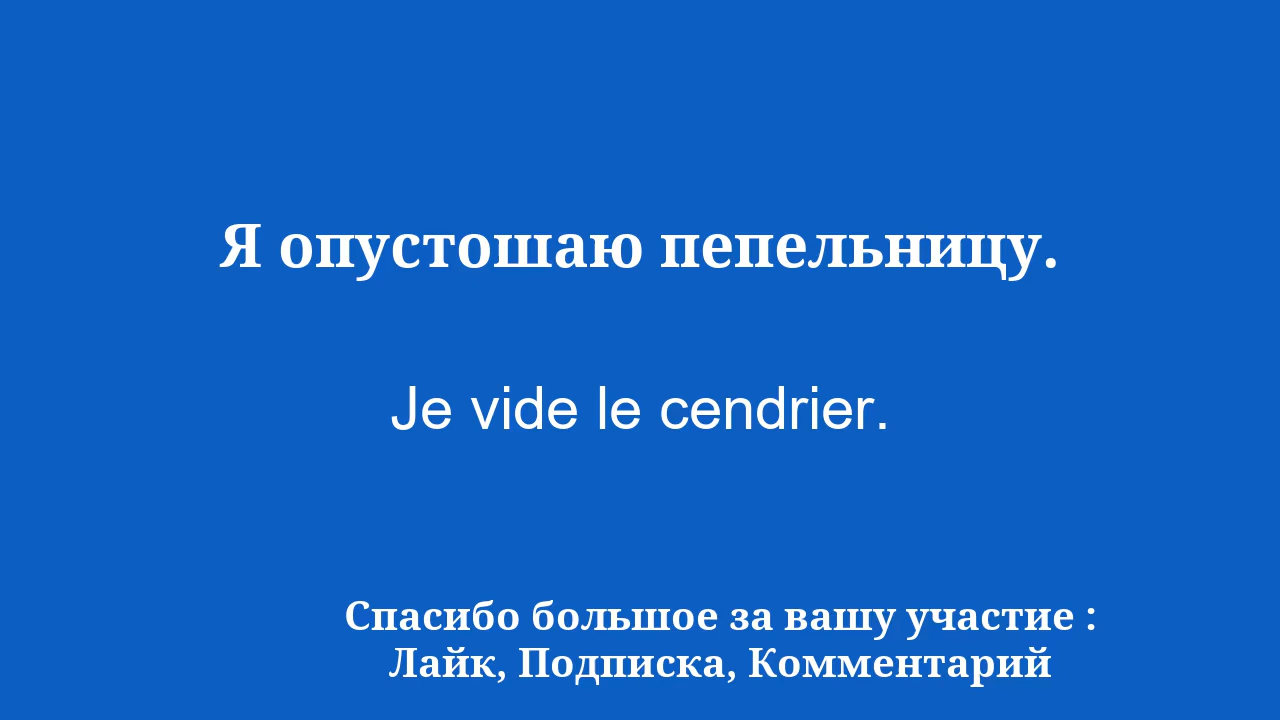 Я опустошаю пепельницу.
Je vide le cendrier.
Спасибо большое за вашу участие :
Лайк, Подписка, Комментарий